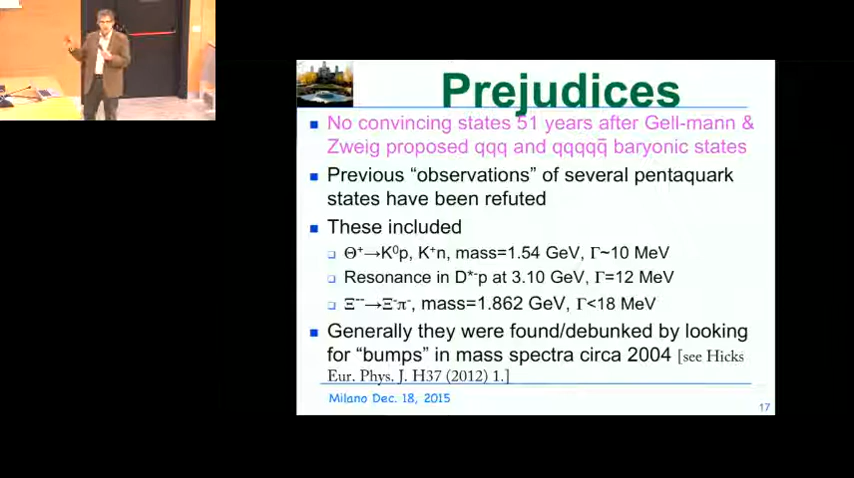 Prejudices
No convincing states 51 years after Gell-mann &
Zweig proposed qqq and qqqqq̄ baryonic states
Previous “observations” of several pentaquark
states have been refuted
These included
Θ⁺→K⁰p, K⁺n, mass=1.54 GeV, Γ~10 MeV
Resonance in D*⁻p at 3.10 GeV, Γ=12 MeV
Ξ⁻⁻→Ξ⁻π⁻, mass=1.862 GeV, Γ<18 MeV
Generally they were found/debunked by looking
for “bumps” in mass spectra circa 2004 [see Hicks
Eur. Phys. J. H37 (2012) 1.]
Milano Dec. 18, 2015
17